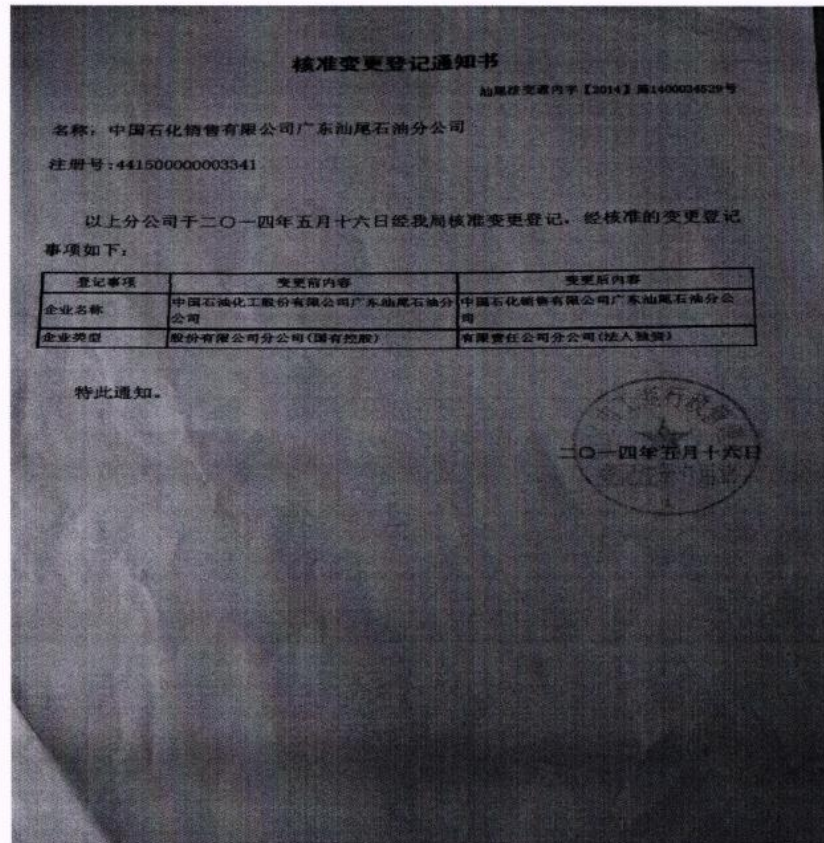 核准变更登记通知书
汕尾核变通内字【2014】第1400034529号
名称：中国石化销售有限公司广东汕尾石油分公司
注册号:441500000003341
以上分公司于二〇一四年五月十六日经我局核准变更登记，经核准的变更登记
事项如下：
登记事项 变更前内容 变更后内容
企业名称 中国石油化工股份有限公司广东汕尾石油分公司 中国石化销售有限公司广东汕尾石油分公司
企业类型 股份有限公司分公司(国有控股) 有限责任公司分公司(法人独资)
特此通知。
二〇一四年五月十六日